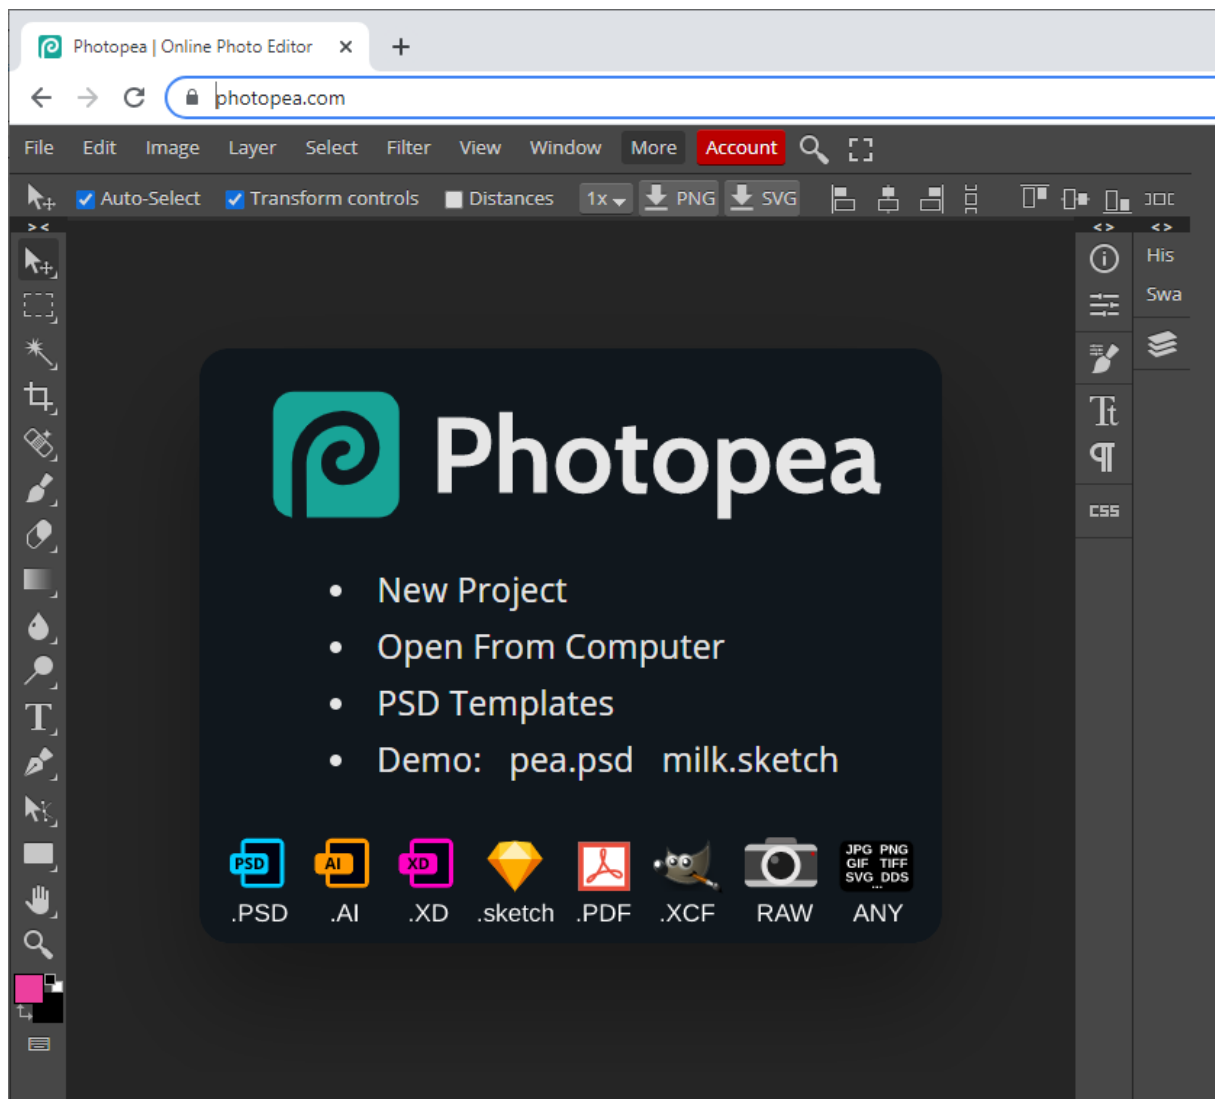 Photopea | Online Photo Editor
photopea.com
File Edit Image Layer Select Filter View Window More Account
Auto-Select Transform controls Distances 1x PNG SVG
> < < > < >
His
Swa
Tt
¶
CSS
T
Photopea
• New Project
• Open From Computer
• PSD Templates
• Demo: pea.psd milk.sketch
PSD AI XD JPG PNG
GIF TIFF
SVG DDS
...
.PSD .AI .XD .sketch .PDF .XCF RAW ANY